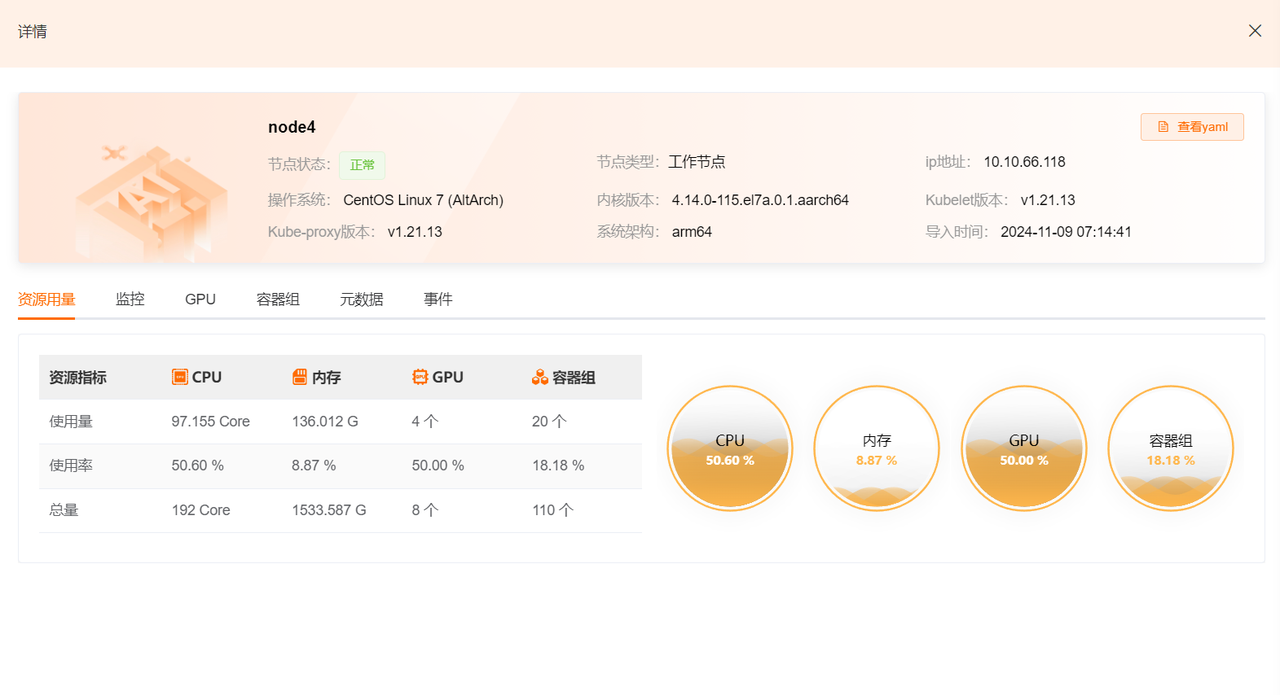 详情
node4
查看yaml
节点状态： 正常 节点类型： 工作节点 ip地址： 10.10.66.118
操作系统： CentOS Linux 7 (AltArch) 内核版本： 4.14.0-115.el7a.0.1.aarch64 Kubelet版本： v1.21.13
Kube-proxy版本： v1.21.13 系统架构： arm64 导入时间： 2024-11-09 07:14:41
资源用量 监控 GPU 容器组 元数据 事件
资源指标 CPU 内存 GPU 容器组
使用量 97.155 Core 136.012 G 4 个 20 个
使用率 50.60 % 8.87 % 50.00 % 18.18 %
总量 192 Core 1533.587 G 8 个 110 个
CPU 内存 GPU 容器组
50.60 % 8.87 % 50.00 % 18.18 %